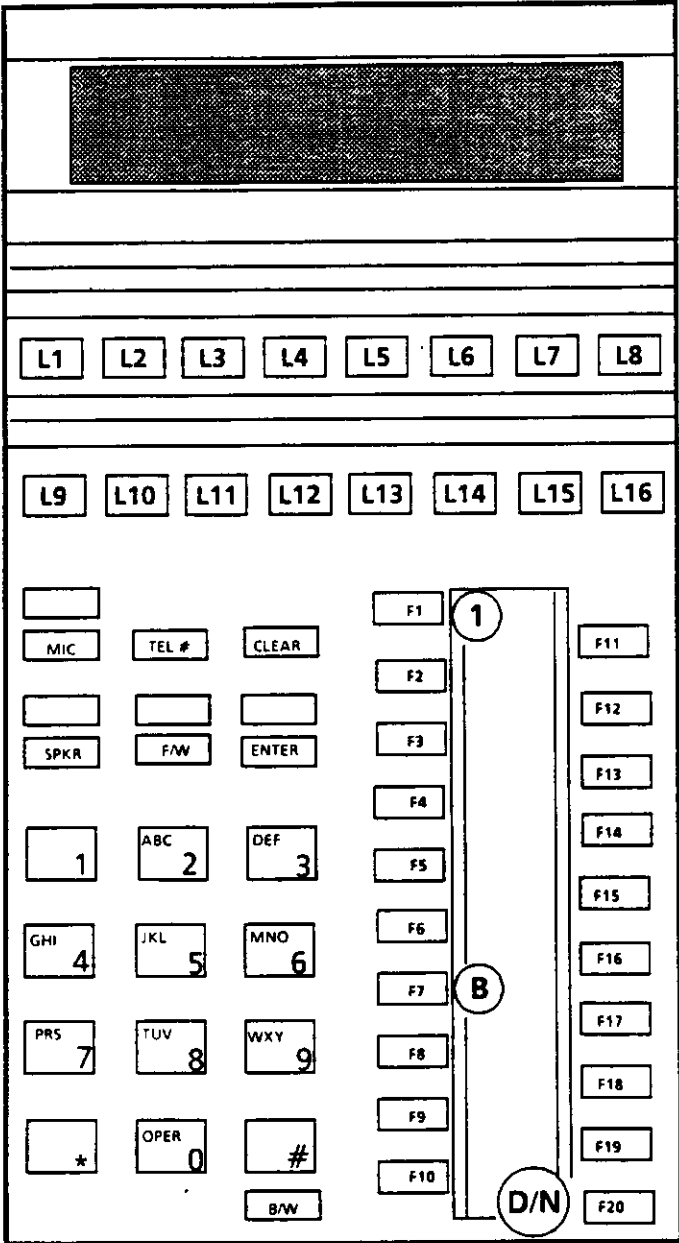 L1 L2 L3 L4 L5 L6 L7 L8
L9 L10 L11 L12 L13 L14 L15 L16
F1 1
MIC TEL # CLEAR F11
F2
F12
SPKR F/W ENTER F3
F13
F4
F14
1 ABC 2 DEF 3 F5
F15
F6
GHI 4 JKL 5 MNO 6 F16
F7 B
F17
PRS 7 TUV 8 WXY 9 F8
F18
F9
* OPER 0 # F19
F10
B/W D/N F20